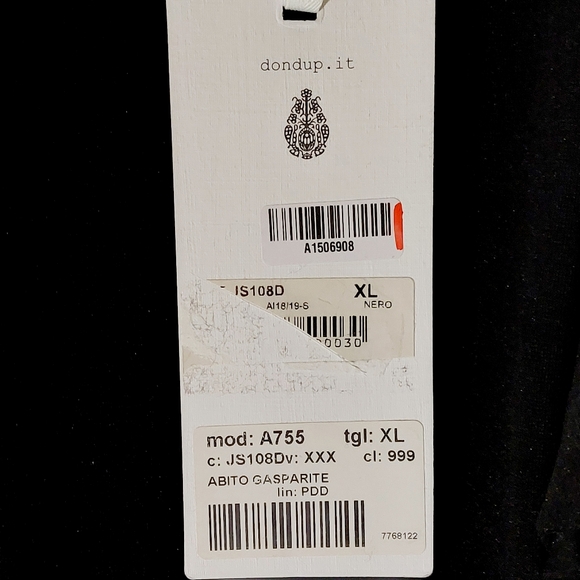 dondup.it
A1506908
JS108D XL
AI18/19-S NERO
0030
mod: A755 tgl: XL
c: JS108Dv: XXX cl: 999
ABITO GASPARITE
lin: PDD
7768122